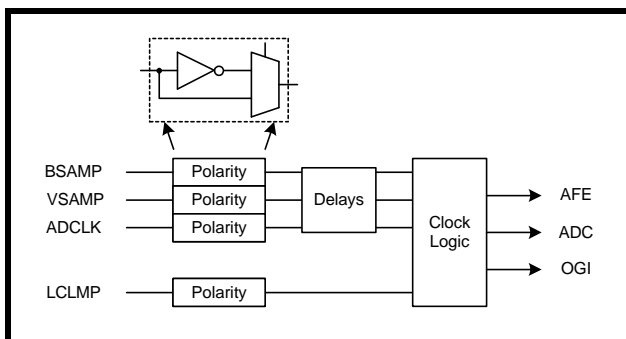 BSAMP Polarity
VSAMP Polarity
ADCLK Polarity
Delays
Clock
Logic
AFE
ADC
OGI
LCLMP Polarity